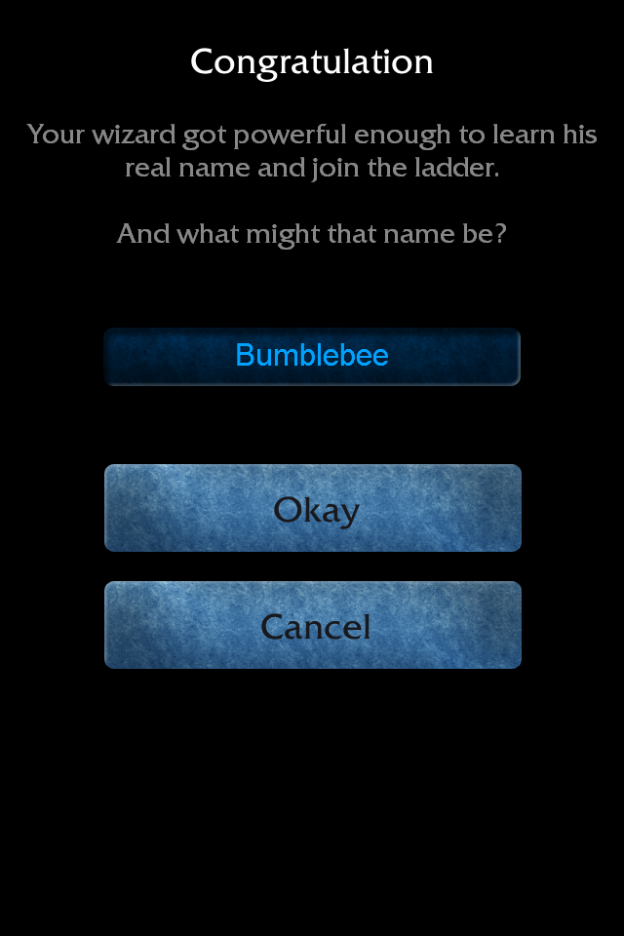 Congratulation
Your wizard got powerful enough to learn his
real name and join the ladder.
And what might that name be?
Bumblebee
Okay
Cancel